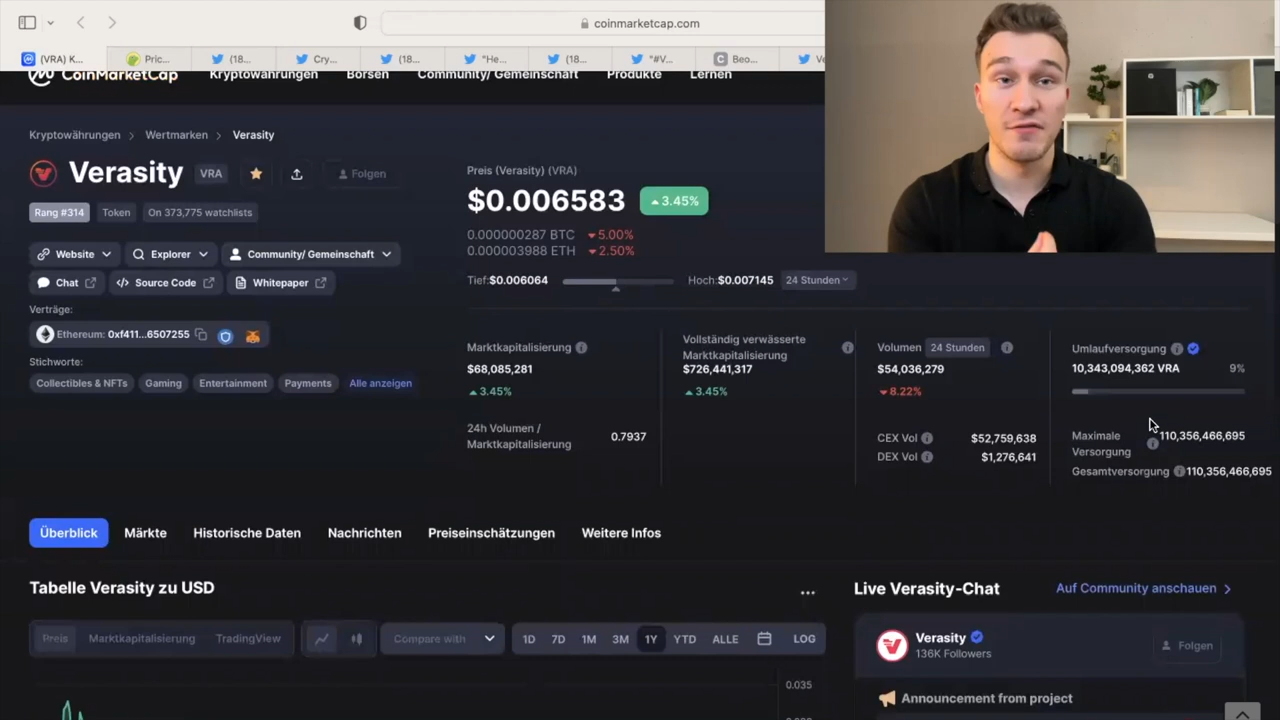 coinmarketcap.com
(VRA) K...
Pric...
(18...
Cry...
(18...
"He...
(18...
"#V...
Beo...
CoinMarketCap
Kryptowährungen
Börsen
Community/ Gemeinschaft
Produkte
Lernen
Kryptowährungen > Wertmarken > Verasity
Verasity VRA
Folgen
Rang #314 Token On 373,775 watchlists
Website Explorer Community/ Gemeinschaft
Chat Source Code Whitepaper
Verträge:
Ethereum: 0xf411...6507255
Stichworte:
Collectibles & NFTs Gaming Entertainment Payments Alle anzeigen
Preis (Verasity) (VRA)
$0.006583 3.45%
0.000000287 BTC 5.00%
0.000003988 ETH 2.50%
Tief:$0.006064 Hoch:$0.007145 24 Stunden
Marktkapitalisierung
$68,085,281
3.45%
24h Volumen /
Marktkapitalisierung
0.7937
Vollständig verwässerte
Marktkapitalisierung
$726,441,317
3.45%
Volumen 24 Stunden
$54,036,279
8.22%
CEX Vol $52,759,638
DEX Vol $1,276,641
Umlaufversorgung
10,343,094,362 VRA 9%
Maximale
Versorgung
110,356,466,695
Gesamtversorgung 110,356,466,695
Überblick Märkte Historische Daten Nachrichten Preiseinschätzungen Weitere Infos
Tabelle Verasity zu USD
Preis Marktkapitalisierung TradingView
Compare with
1D 7D 1M 3M 1Y YTD ALLE LOG
0.035
Live Verasity-Chat Auf Community anschauen >
Verasity
136K Followers
Folgen
Announcement from project